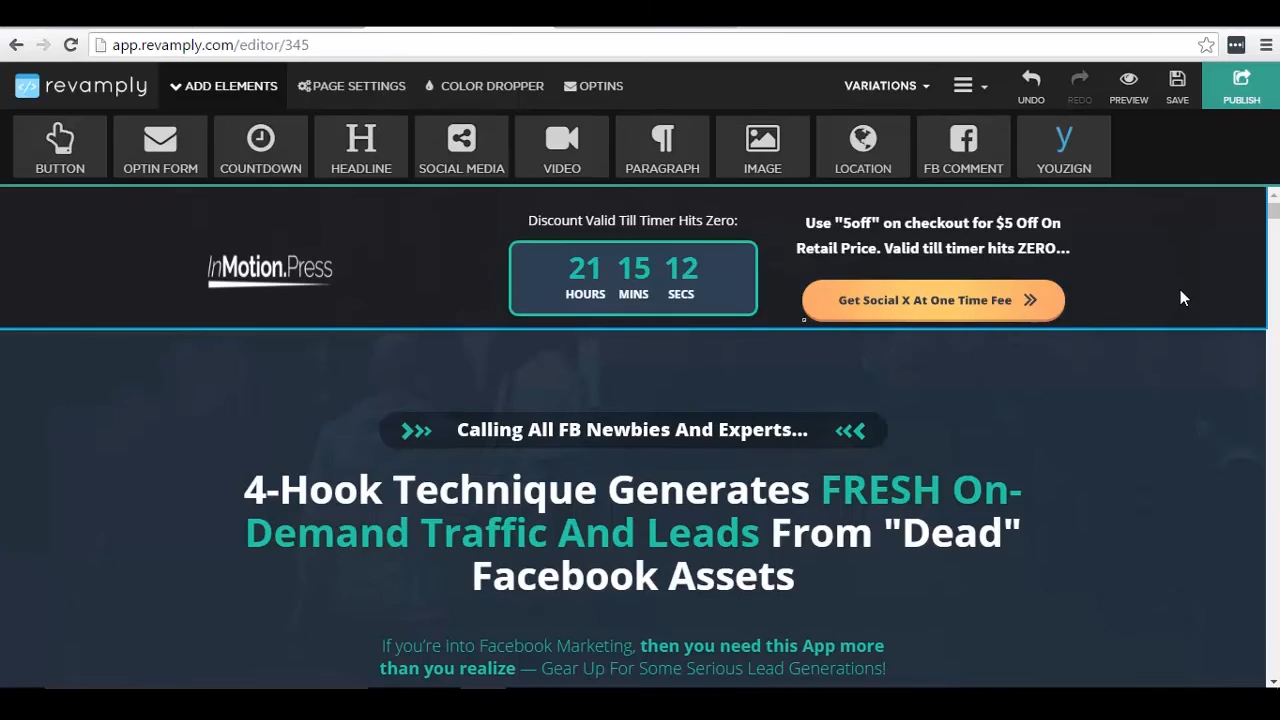 app.revamply.com/editor/345
revamply
ADD ELEMENTS
PAGE SETTINGS
COLOR DROPPER
OPTINS
VARIATIONS
UNDO
REDO
PREVIEW
SAVE
PUBLISH
BUTTON
OPTIN FORM
COUNTDOWN
H
HEADLINE
SOCIAL MEDIA
VIDEO
PARAGRAPH
IMAGE
LOCATION
FB COMMENT
y
YOUZIGN
InMotion.Press
Discount Valid Till Timer Hits Zero:
21 15 12
HOURS MINS SECS
Use "5off" on checkout for $5 Off On
Retail Price. Valid till timer hits ZERO...
Get Social X At One Time Fee
Calling All FB Newbies And Experts...
4-Hook Technique Generates FRESH On-
Demand Traffic And Leads From "Dead"
Facebook Assets
If you're into Facebook Marketing, then you need this App more
than you realize — Gear Up For Some Serious Lead Generations!